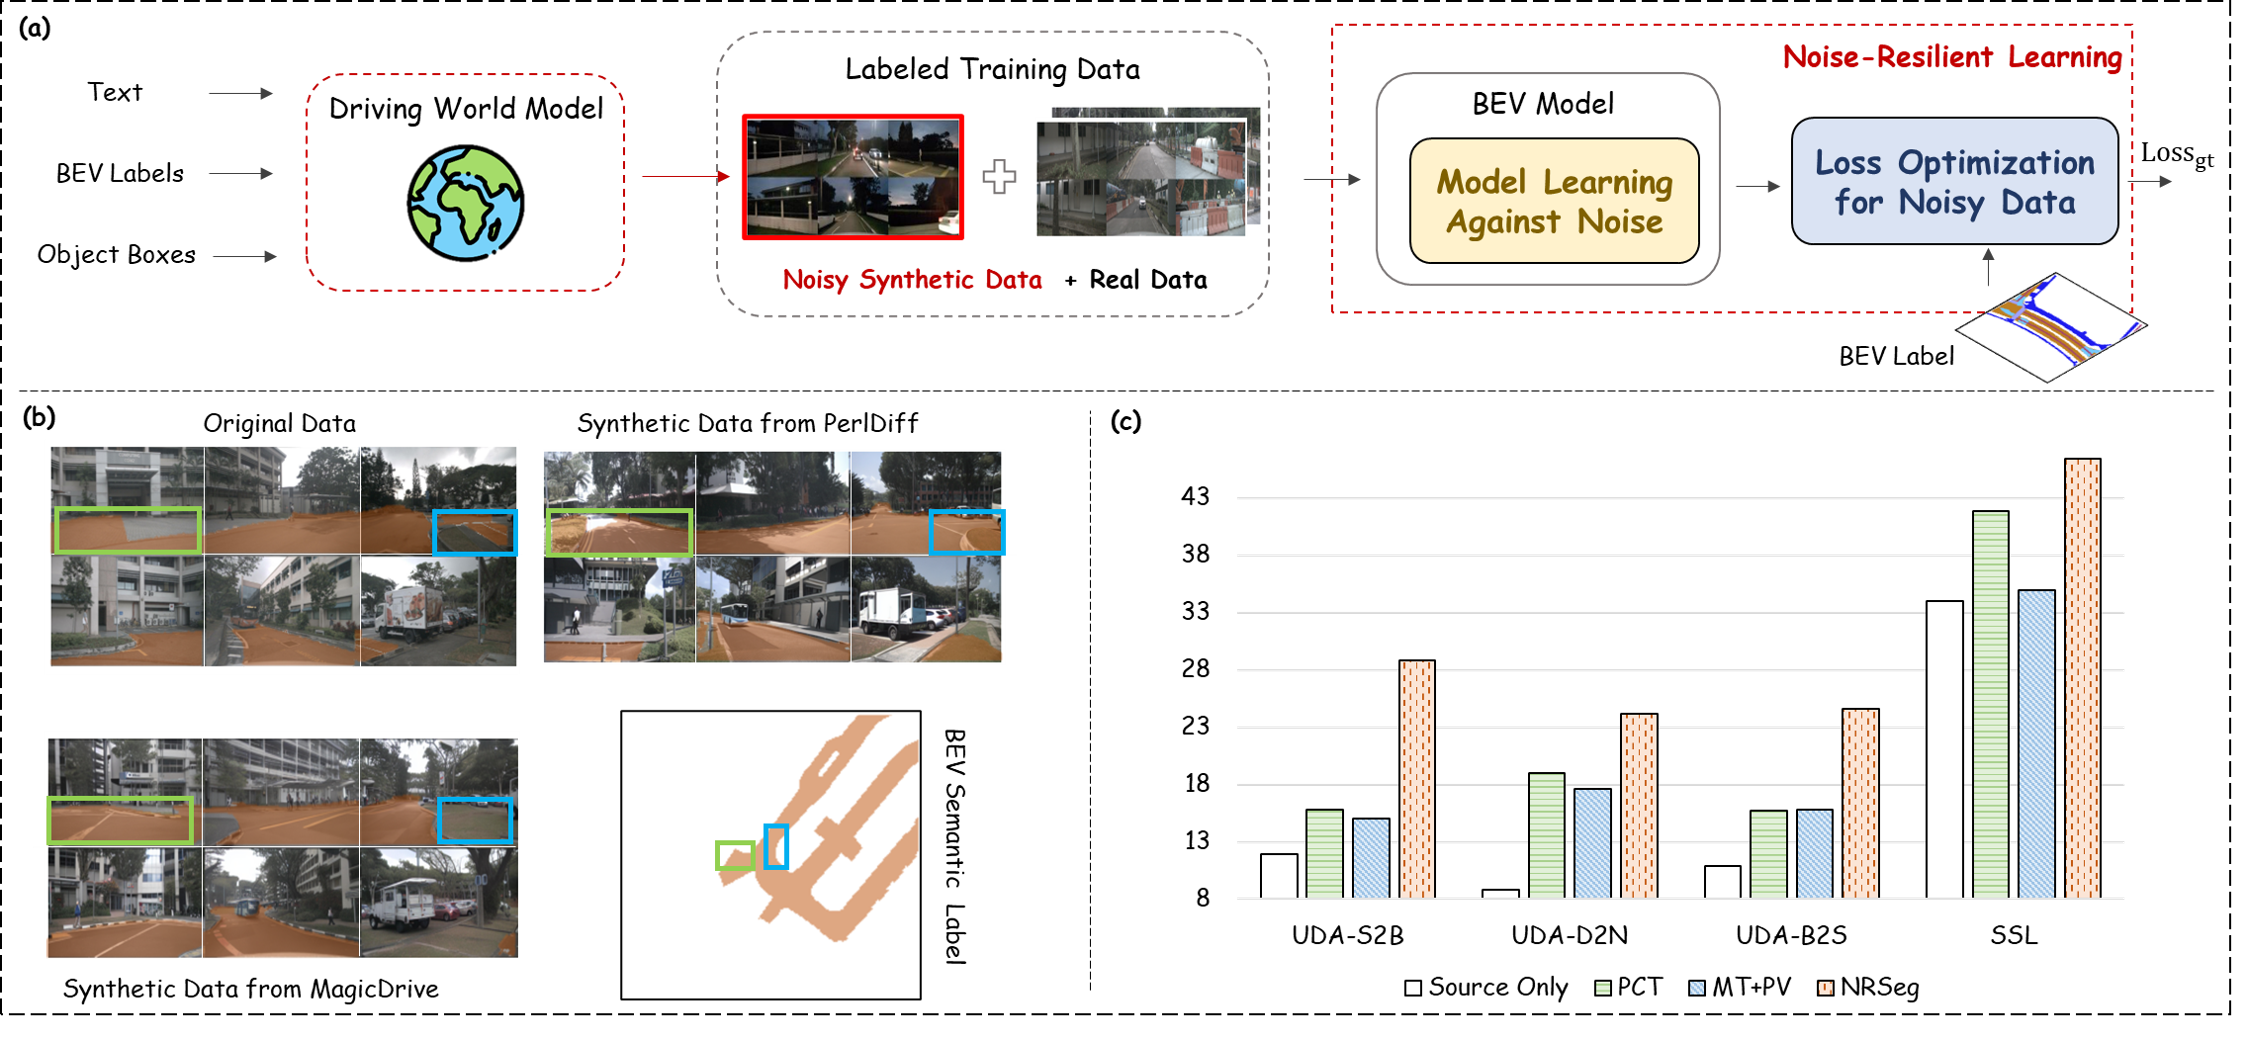 (a)
Text
BEV Labels
Object Boxes
Driving World Model
Labeled Training Data
Noisy Synthetic Data + Real Data
Noise-Resilient Learning
BEV Model
Model Learning
Against Noise
Loss Optimization
for Noisy Data
Loss_gt
BEV Label
(b)
Original Data
Synthetic Data from PerlDiff
Synthetic Data from MagicDrive
BEV Semantic Label
(c)
43
38
33
28
23
18
13
8
UDA-S2B
UDA-D2N
UDA-B2S
SSL
Source Only
PCT
MT+PV
NRSeg